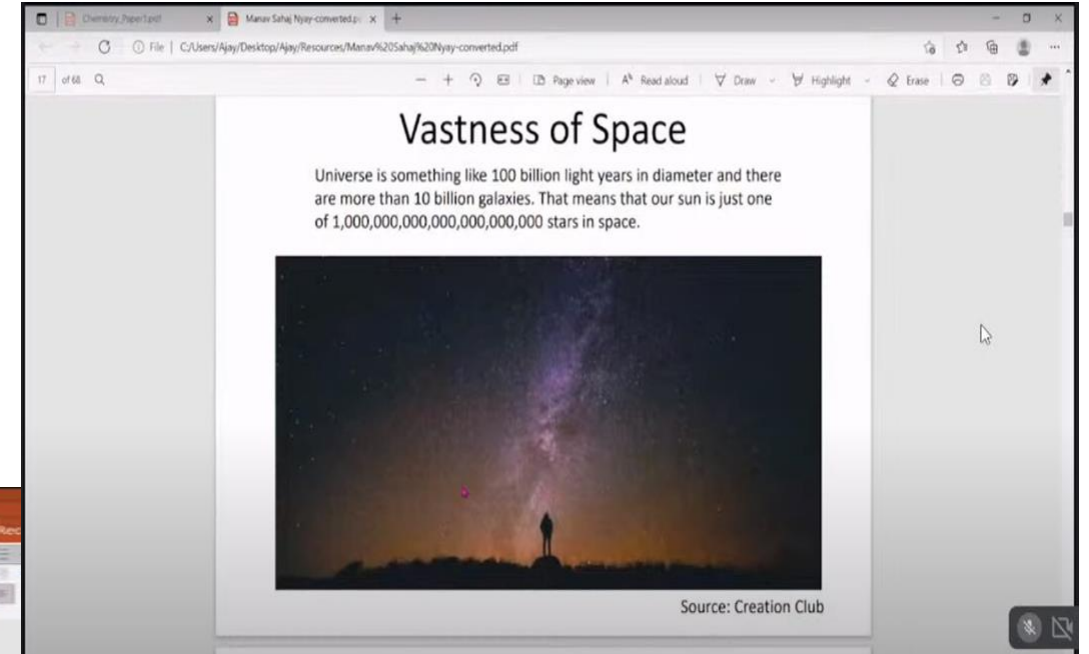 Chemistry_Paper1.pdf
Manav Sahaj Nyay-converted.p
File | C:/Users/Ajay/Desktop/Ajay/Resources/Manav%20Sahaj%20Nyay-converted.pdf
17 of 68
Page view
Read aloud
Draw
Highlight
Erase
Vastness of Space
Universe is something like 100 billion light years in diameter and there
are more than 10 billion galaxies. That means that our sun is just one
of 1,000,000,000,000,000,000,000 stars in space.
Source: Creation Club
Rec